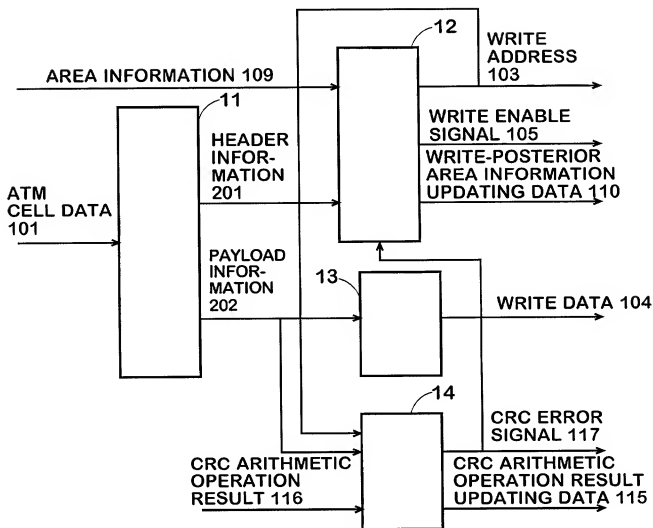 12
WRITE
ADDRESS
103
AREA INFORMATION 109
11
WRITE ENABLE
SIGNAL 105
WRITE-POSTERIOR
AREA INFORMATION
UPDATING DATA 110
HEADER
INFOR-
MATION
201
ATM
CELL DATA
101
PAYLOAD
INFOR-
MATION
202
13
WRITE DATA 104
14
CRC ERROR
SIGNAL 117
CRC ARITHMETIC
OPERATION
RESULT 116
CRC ARITHMETIC
OPERATION RESULT
UPDATING DATA 115